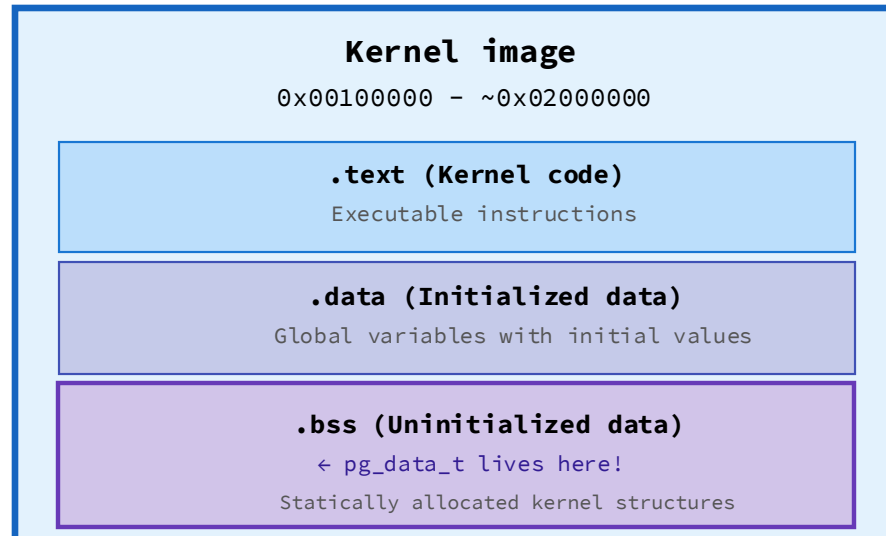 Kernel image
0x00100000 - ~0x02000000
.text (Kernel code)
Executable instructions
.data (Initialized data)
Global variables with initial values
.bss (Uninitialized data)
← pg_data_t lives here!
Statically allocated kernel structures